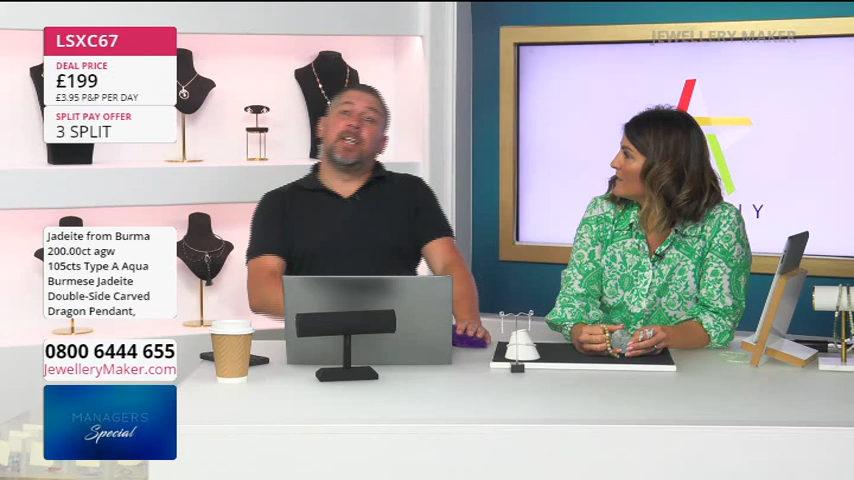 LSXC67
DEAL PRICE
£199
£3.95 P&P PER DAY
SPLIT PAY OFFER
3 SPLIT
Jadeite from Burma
200.00ct agw
105cts Type A Aqua
Burmese Jadeite
Double-Side Carved
Dragon Pendant,
0800 6444 655
JewelleryMaker.com
MANAGERS
Special
JEWELLERY MAKER